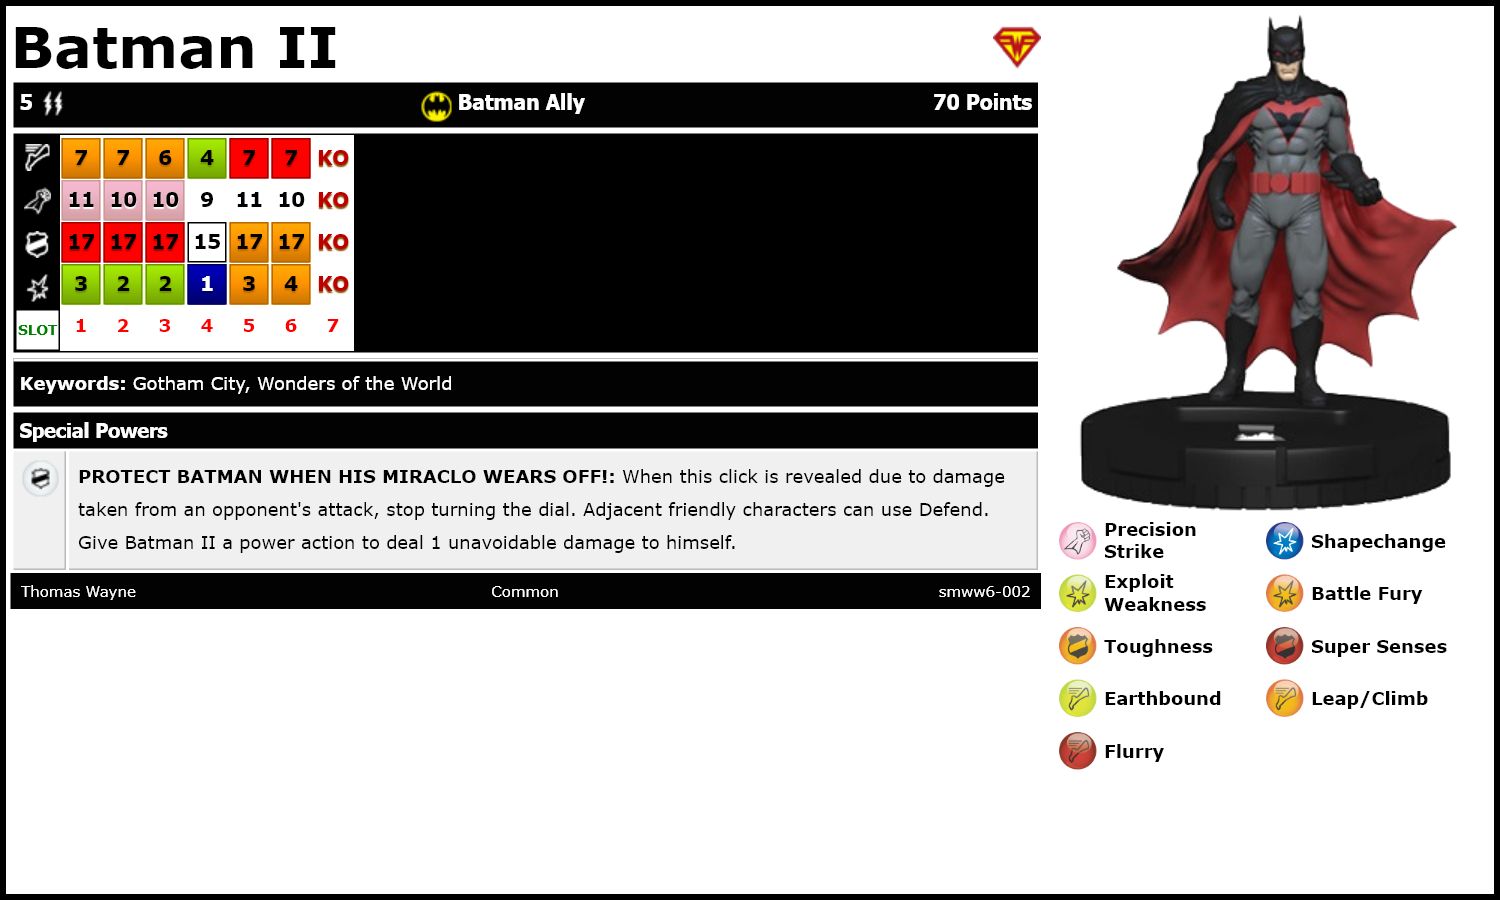 Batman II
5 Batman Ally 70 Points
7 7 6 4 7 7 KO
11 10 10 9 11 10 KO
17 17 17 15 17 17 KO
3 2 2 1 3 4 KO
SLOT 1 2 3 4 5 6 7
Keywords: Gotham City, Wonders of the World
Special Powers
PROTECT BATMAN WHEN HIS MIRACLO WEARS OFF!: When this click is revealed due to damage
taken from an opponent's attack, stop turning the dial. Adjacent friendly characters can use Defend.
Give Batman II a power action to deal 1 unavoidable damage to himself.
Thomas Wayne Common smww6-002
Precision
Strike
Shapechange
Exploit
Weakness
Battle Fury
Toughness
Super Senses
Earthbound
Leap/Climb
Flurry